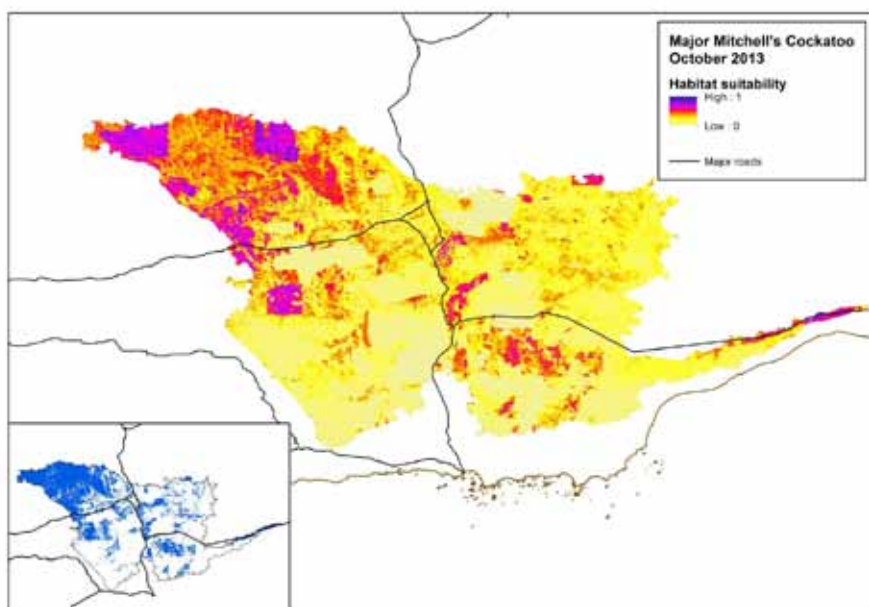 Major Mitchell's Cockatoo
October 2013
Habitat suitability
High : 1
Low : 0
Major roads